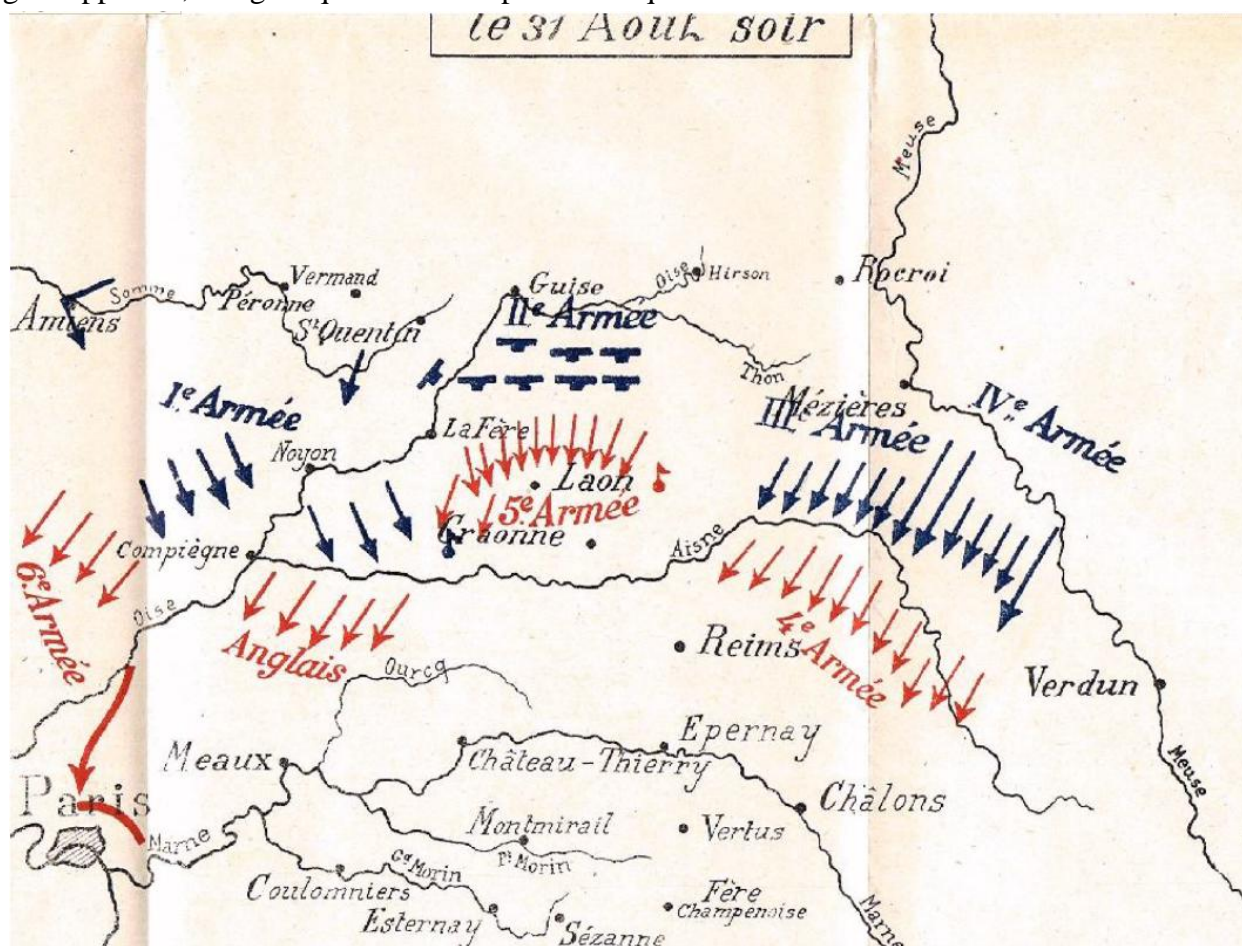 le 31 Août soir
Meuse
Vermand
Guise
Oise
Hirson
Rocroi
Somme
Péronne
Amiens
St Quentin
IIe Armée
Thon
Mézières
IVe Armée
1e Armée
IIIe Armée
La Fère
Noyon
Laon
5e Armée
Craonne
Compiègne
Aisne
6e Armée
Oise
Anglais
4e Armée
Reims
Ourcq
Verdun
Meuse
Epernay
Meaux
Château-Thierry
Châlons
Paris
Marne
Montmirail
Vertus
Pt Morin
Gd Morin
Coulomniers
Fère
Champenoise
Esternay
Sézanne
Marne